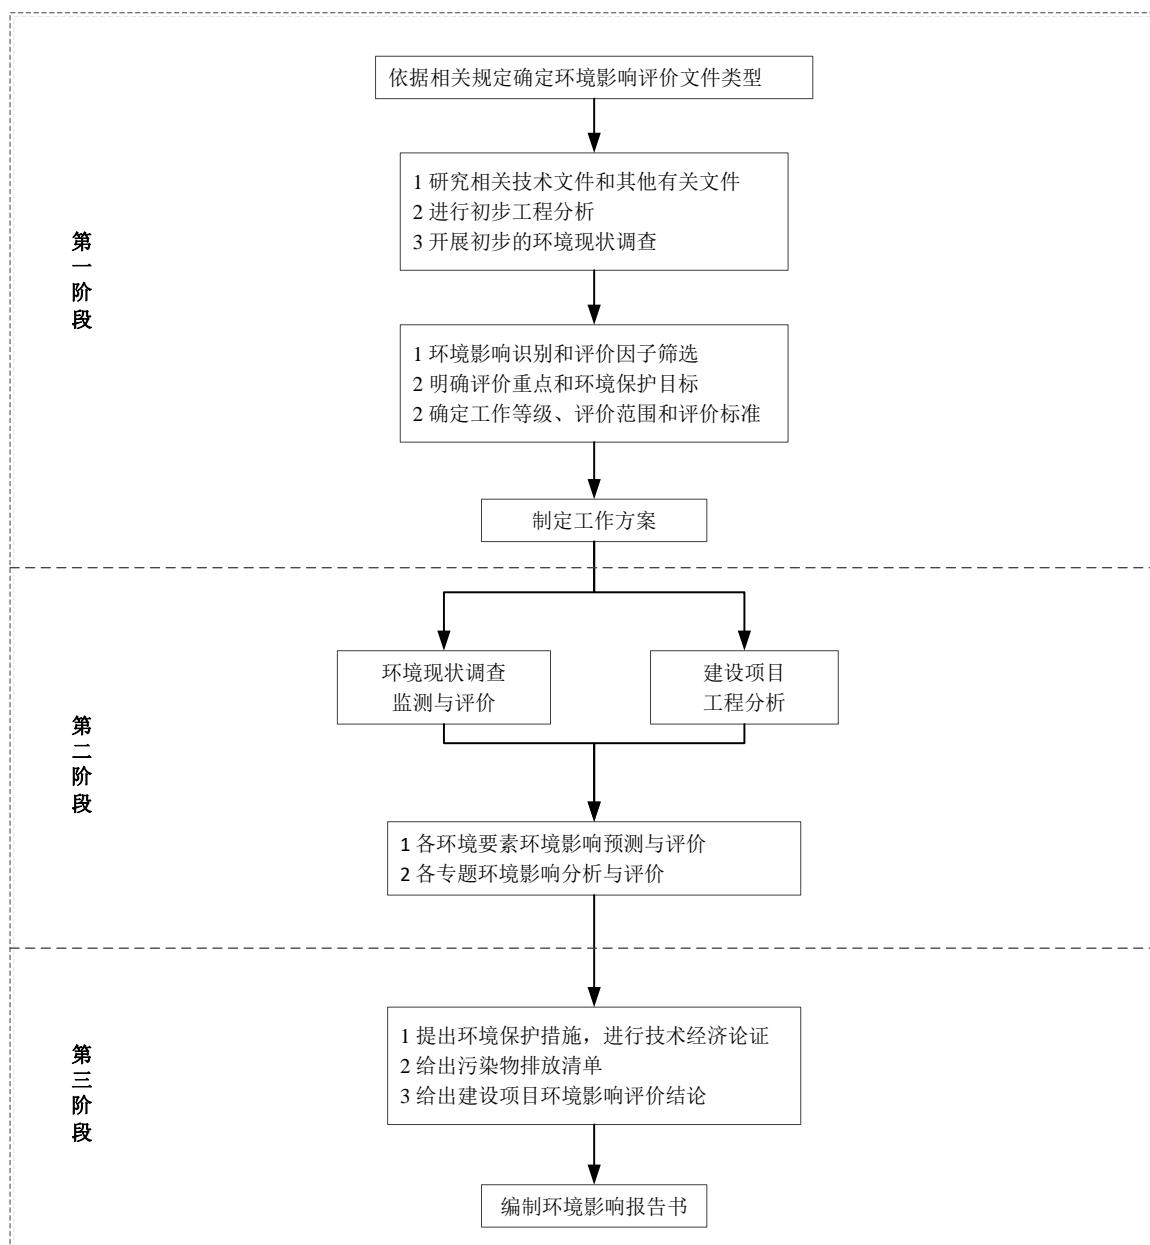 依据相关规定确定环境影响评价文件类型
1 研究相关技术文件和其他有关文件
2 进行初步工程分析
3 开展初步的环境现状调查
第
一
阶
段
1 环境影响识别和评价因子筛选
2 明确评价重点和环境保护目标
2 确定工作等级、评价范围和评价标准
制定工作方案
环境现状调查
监测与评价
建设项目
工程分析
第
二
阶
段
1 各环境要素环境影响预测与评价
2 各专题环境影响分析与评价
1 提出环境保护措施，进行技术经济论证
2 给出污染物排放清单
3 给出建设项目环境影响评价结论
第
三
阶
段
编制环境影响报告书